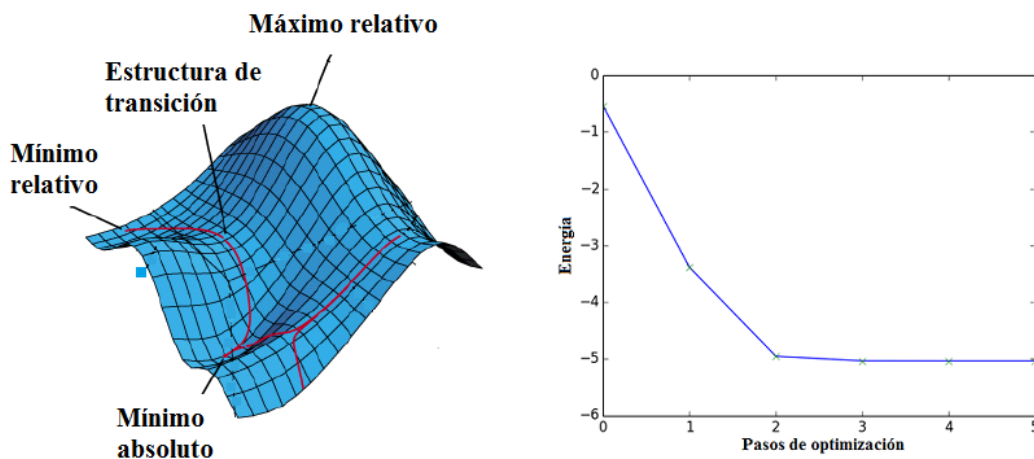 Máximo relativo
Estructura de
transición
Mínimo
relativo
Mínimo
absoluto
0
−1
−2
−3
−4
−5
−6
Energía
0
1
2
3
4
5
Pasos de optimización